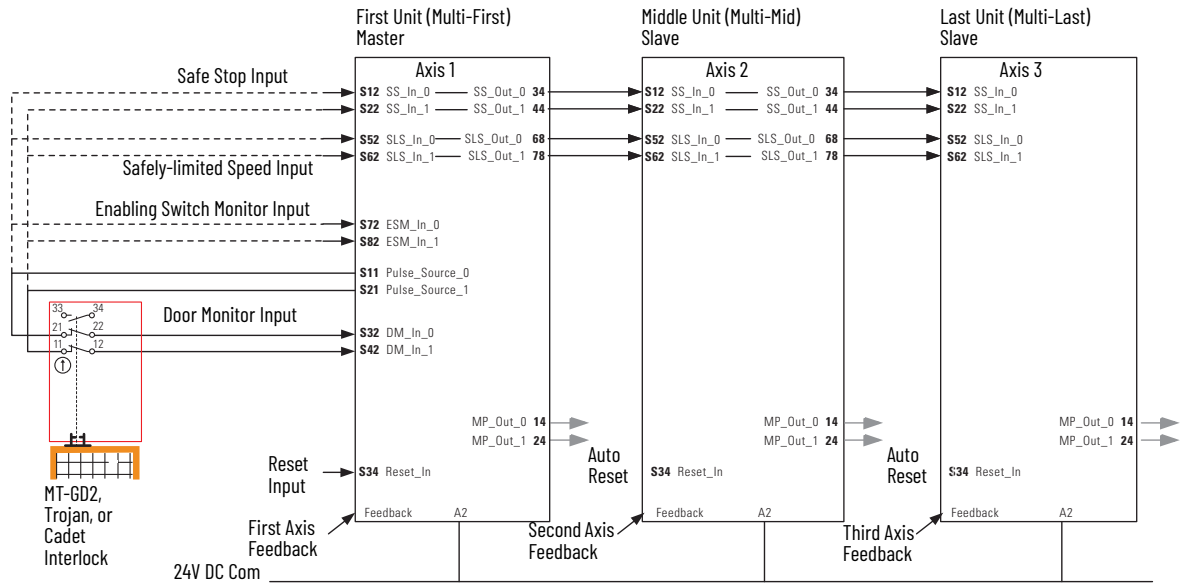 First Unit (Multi-First)
Master
Middle Unit (Multi-Mid)
Slave
Last Unit (Multi-Last)
Slave
Axis 1
Axis 2
Axis 3
Safe Stop Input
S12 SS_In_0 SS_Out_0 34
S22 SS_In_1 SS_Out_1 44
S52 SLS_In_0 SLS_Out_0 68
S62 SLS_In_1 SLS_Out_1 78
S12 SS_In_0 SS_Out_0 34
S22 SS_In_1 SS_Out_1 44
S52 SLS_In_0 SLS_Out_0 68
S62 SLS_In_1 SLS_Out_1 78
S12 SS_In_0
S22 SS_In_1
S52 SLS_In_0
S62 SLS_In_1
Safely-limited Speed Input
Enabling Switch Monitor Input
S72 ESM_In_0
S82 ESM_In_1
S11 Pulse_Source_0
S21 Pulse_Source_1
33 34
21 22
11 12
Door Monitor Input
S32 DM_In_0
S42 DM_In_1
MP_Out_0 14
MP_Out_1 24
MP_Out_0 14
MP_Out_1 24
MP_Out_0 14
MP_Out_1 24
Reset
Input
S34 Reset_In
Auto
Reset
S34 Reset_In
Auto
Reset
S34 Reset_In
MT-GD2,
Trojan, or
Cadet
Interlock
Feedback A2
Feedback A2
Feedback A2
First Axis
Feedback
Second Axis
Feedback
Third Axis
Feedback
24V DC Com